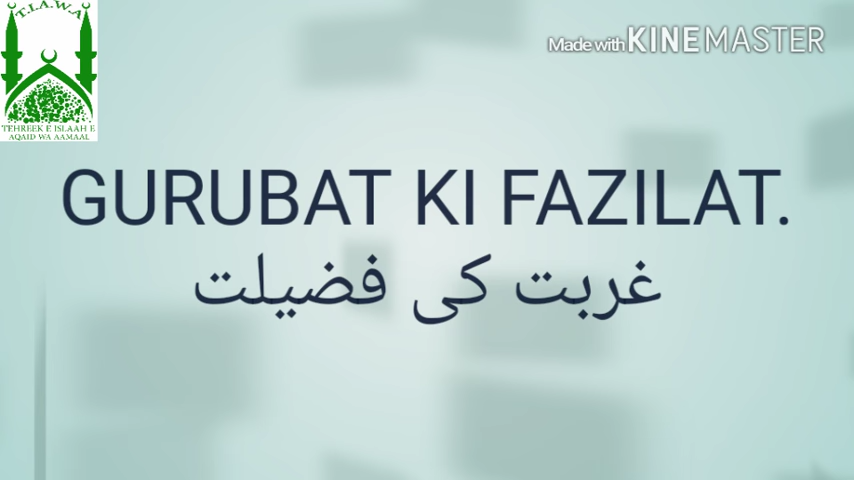 T.I.A.W.A
TEHREEK E ISLAAH E
AQAID WA AAMAAL
Made with KINEMASTER
GURUBAT KI FAZILAT.
غربت کی فضیلت